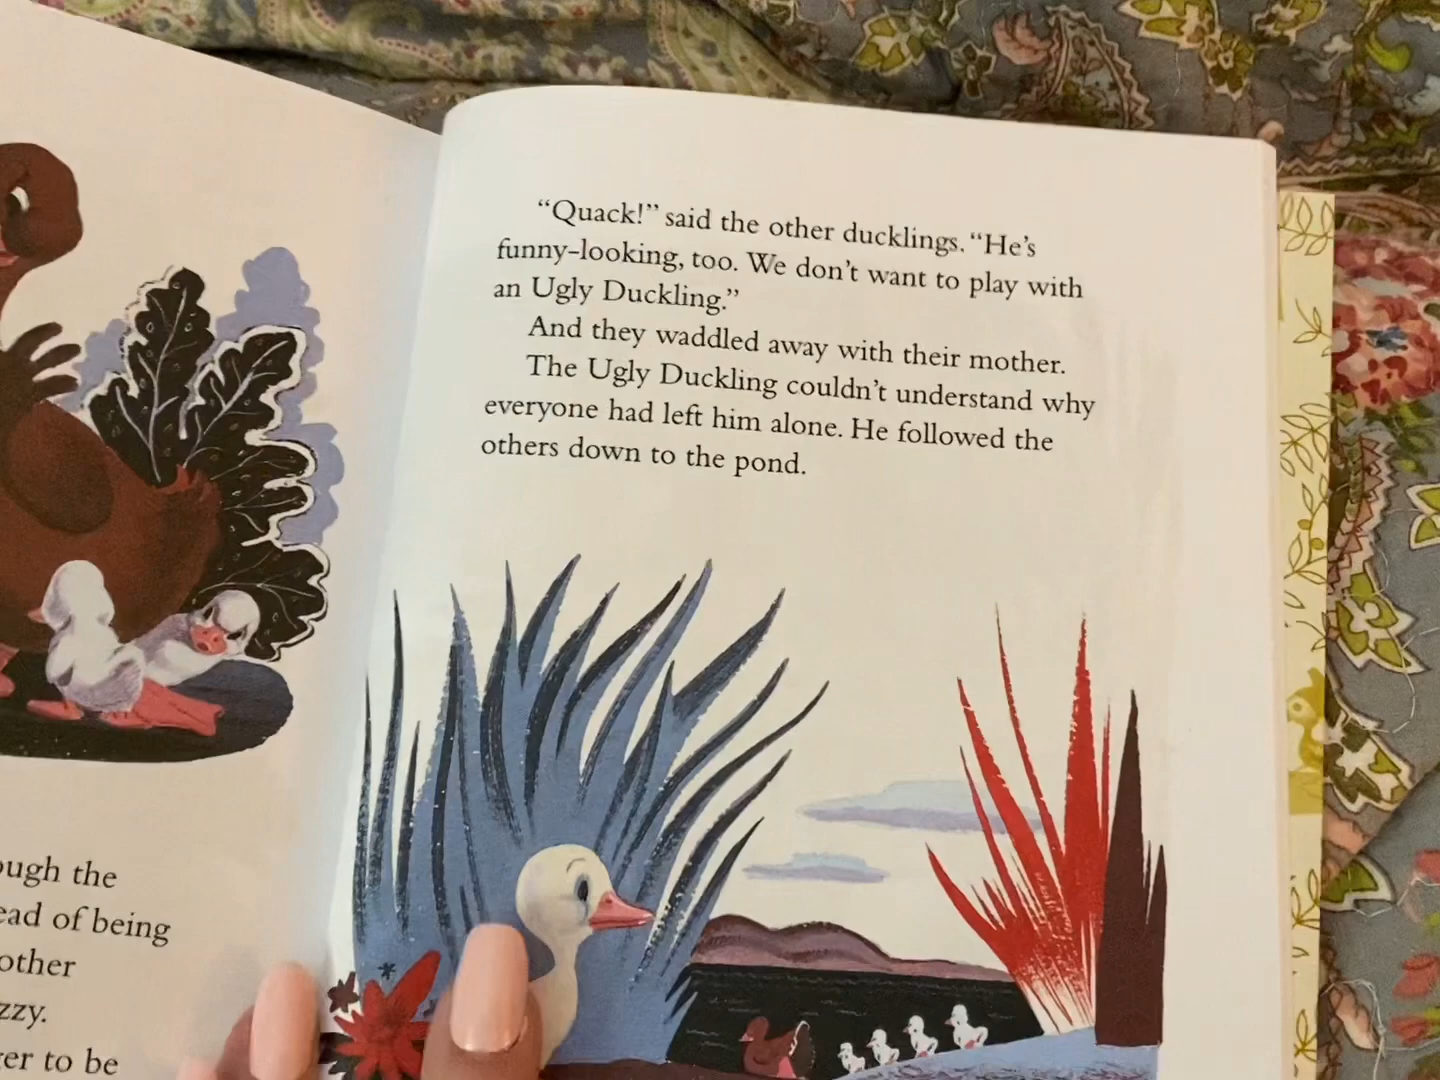 ough the
ead of being
other
zzy.
er to be
“Quack!” said the other ducklings. “He’s
funny-looking, too. We don’t want to play with
an Ugly Duckling.”
And they waddled away with their mother.
The Ugly Duckling couldn’t understand why
everyone had left him alone. He followed the
others down to the pond.